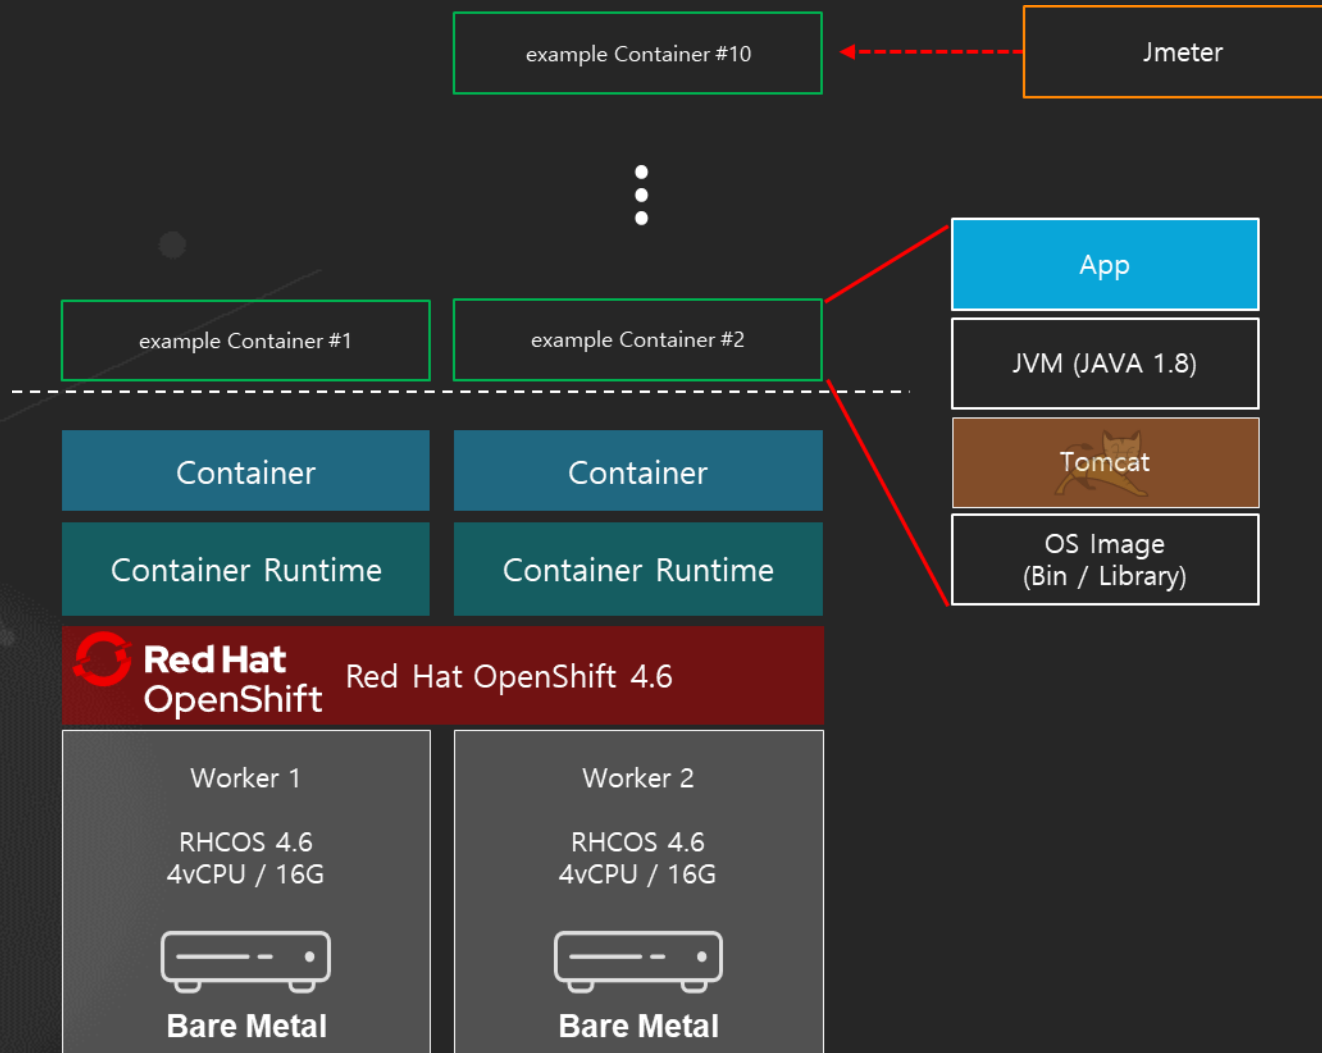 example Container #10
Jmeter
App
example Container #1
example Container #2
JVM (JAVA 1.8)
Tomcat
Container
Container
OS Image
(Bin / Library)
Container Runtime
Container Runtime
Red Hat
OpenShift
Red Hat OpenShift 4.6
Worker 1
Worker 2
RHCOS 4.6
4vCPU / 16G
RHCOS 4.6
4vCPU / 16G
Bare Metal
Bare Metal